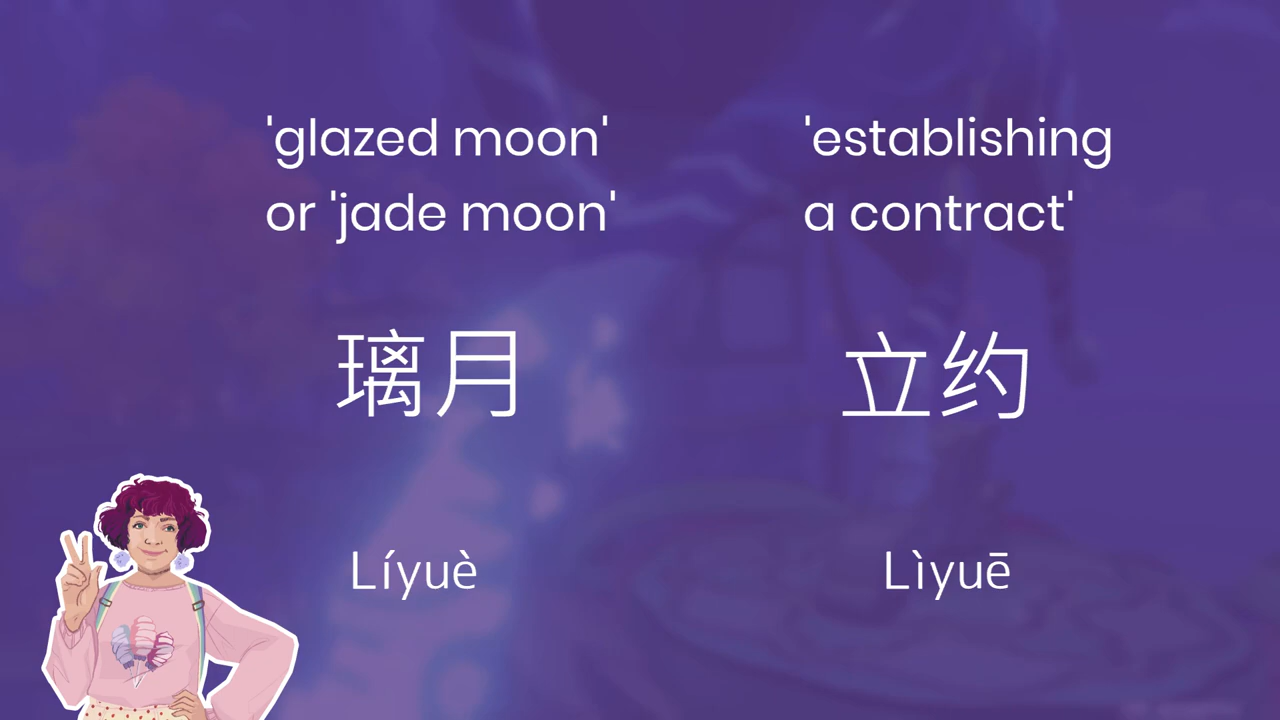 'glazed moon'
or 'jade moon'
璃月
Líyuè
'establishing
a contract'
立约
Lìyuē